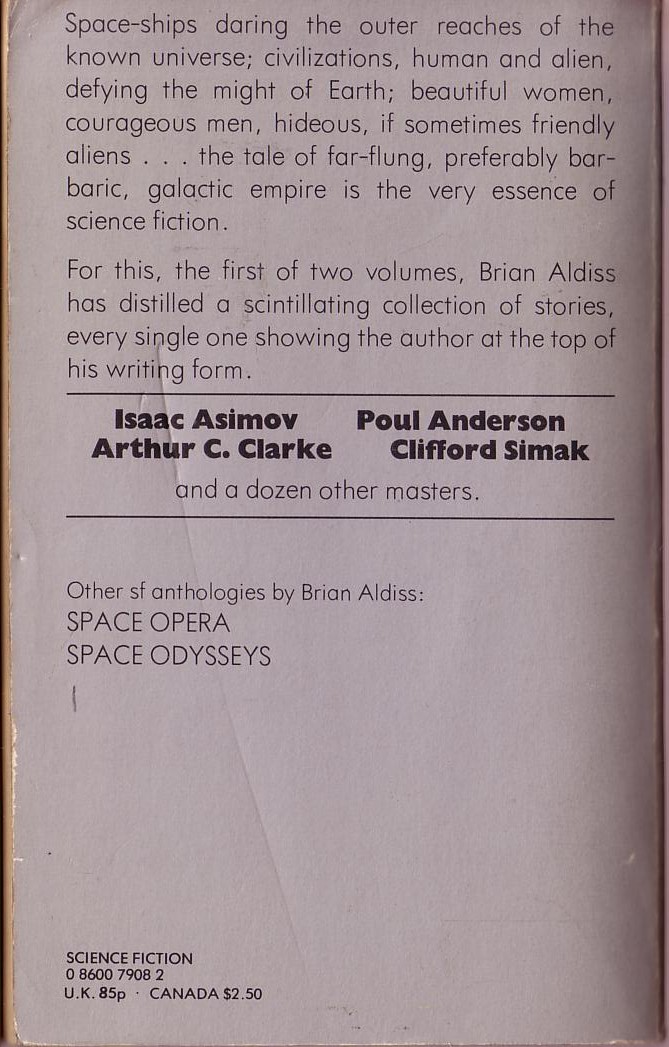 Space-ships daring the outer reaches of the
known universe; civilizations, human and alien,
defying the might of Earth; beautiful women,
courageous men, hideous, if sometimes friendly
aliens . . . the tale of far-flung, preferably bar-
baric, galactic empire is the very essence of
science fiction.
For this, the first of two volumes, Brian Aldiss
has distilled a scintillating collection of stories,
every single one showing the author at the top of
his writing form.
Isaac Asimov Poul Anderson
Arthur C. Clarke Clifford Simak
and a dozen other masters.
Other sf anthologies by Brian Aldiss:
SPACE OPERA
SPACE ODYSSEYS
SCIENCE FICTION
0 8600 7908 2
U.K. 85p · CANADA $2.50